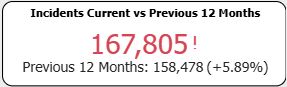 Incidents Current vs Previous 12 Months
167,805!
Previous 12 Months: 158,478 (+5.89%)